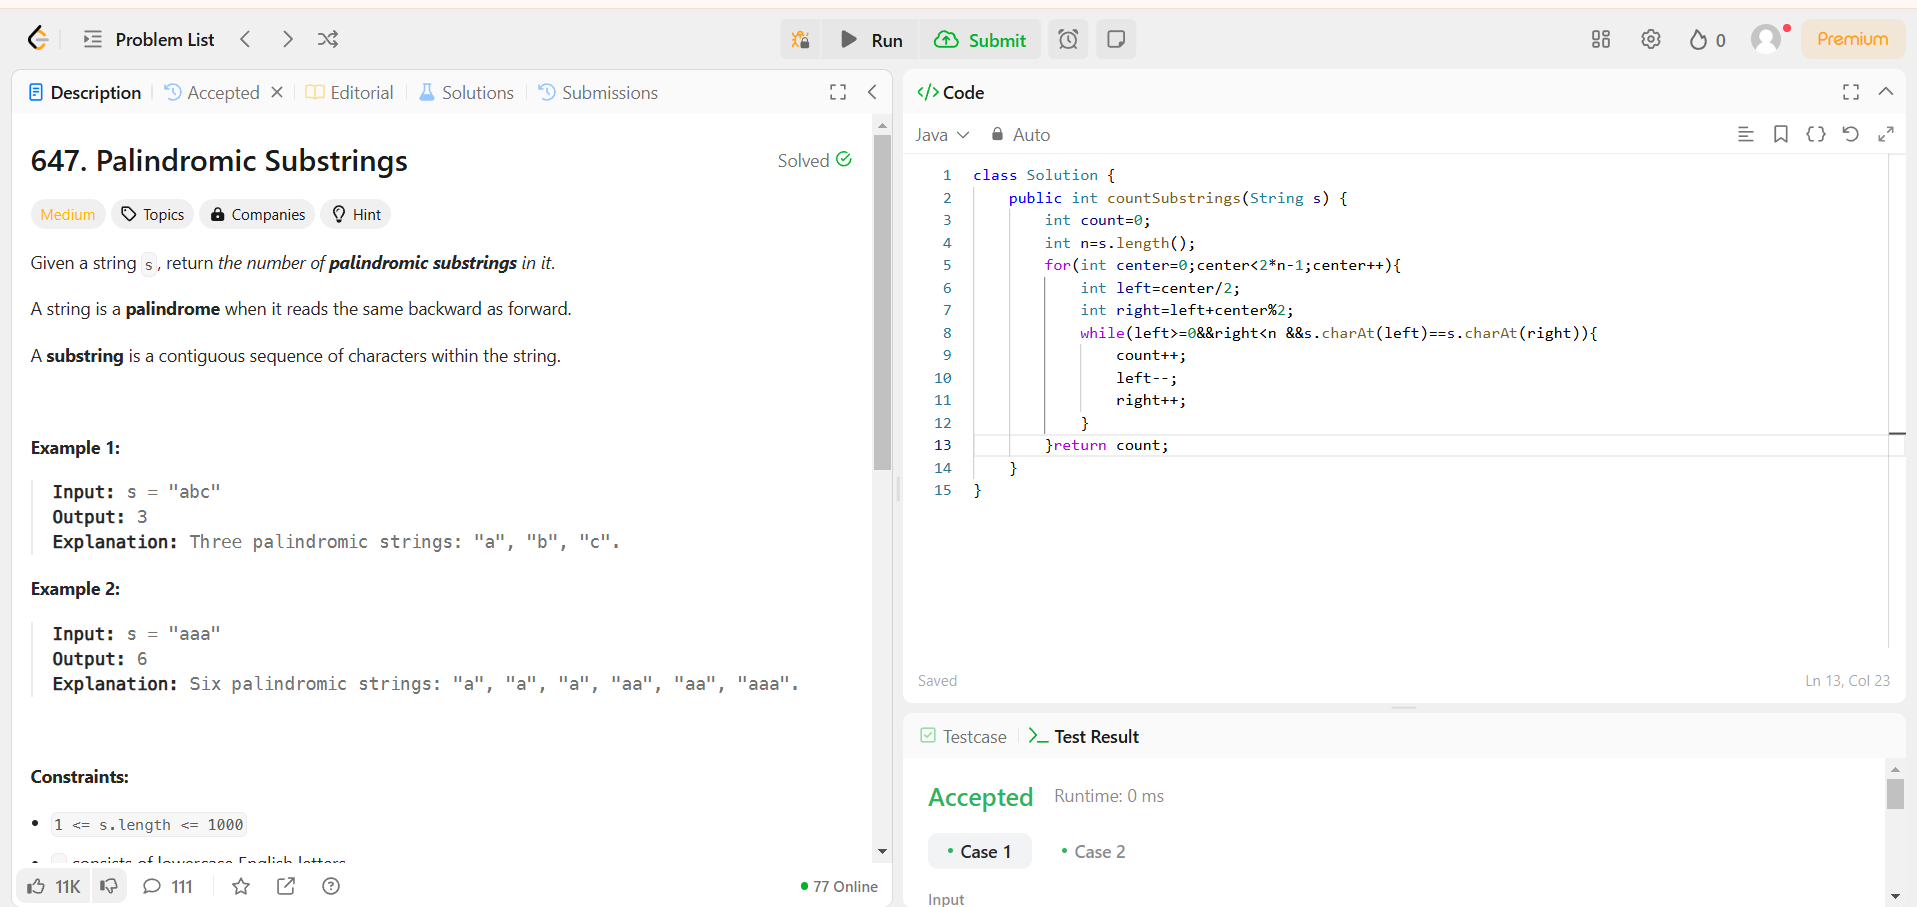 Problem List
Run
Submit
0
Premium
Description
Accepted
Editorial
Solutions
Submissions
647. Palindromic Substrings
Solved
Medium
Topics
Companies
Hint
Given a string s, return the number of palindromic substrings in it.
A string is a palindrome when it reads the same backward as forward.
A substring is a contiguous sequence of characters within the string.
Example 1:
Input: s = "abc"
Output: 3
Explanation: Three palindromic strings: "a", "b", "c".
Example 2:
Input: s = "aaa"
Output: 6
Explanation: Six palindromic strings: "a", "a", "a", "aa", "aa", "aaa".
Constraints:
1 <= s.length <= 1000
consists of lowercase English letters
11K
111
77 Online
</> Code
Java
Auto
1 class Solution {
2 public int countSubstrings(String s) {
3 int count=0;
4 int n=s.length();
5 for(int center=0;center<2*n-1;center++){
6 int left=center/2;
7 int right=left+center%2;
8 while(left>=0&&right<n &&s.charAt(left)==s.charAt(right)){
9 count++;
10 left--;
11 right++;
12 }
13 }return count;
14 }
15 }
Saved
Ln 13, Col 23
Testcase
Test Result
Accepted
Runtime: 0 ms
Case 1
Case 2
Input